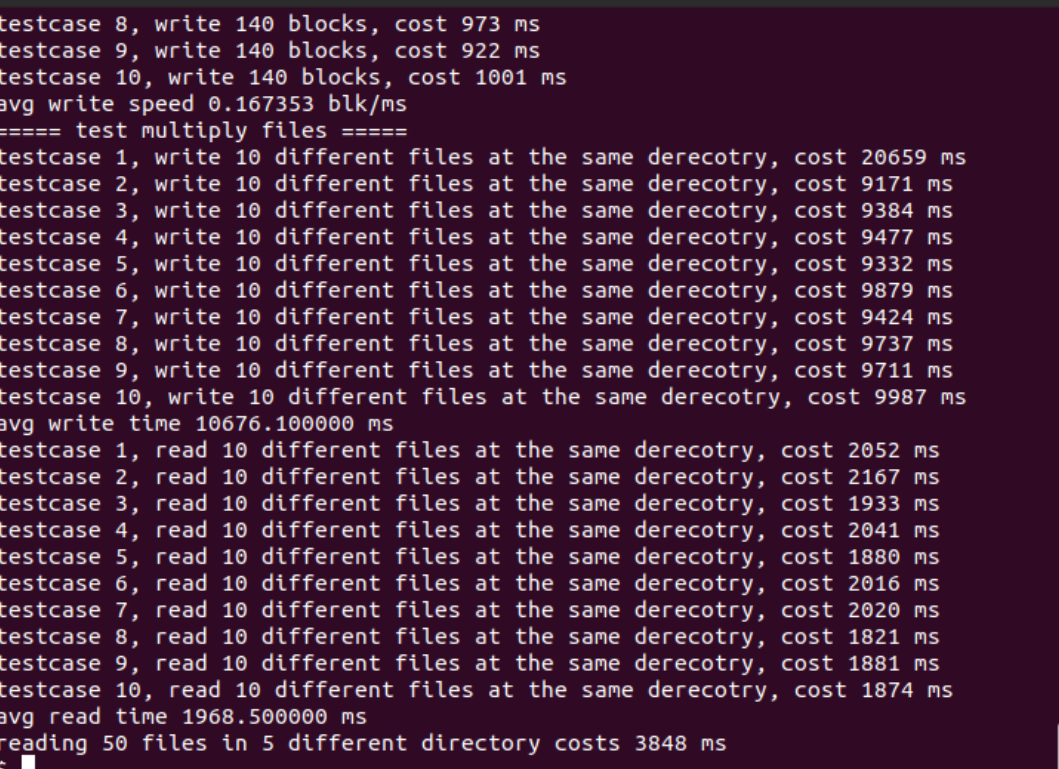 testcase 8, write 140 blocks, cost 973 ms
testcase 9, write 140 blocks, cost 922 ms
testcase 10, write 140 blocks, cost 1001 ms
avg write speed 0.167353 blk/ms
===== test multiply files =====
testcase 1, write 10 different files at the same derecotry, cost 20659 ms
testcase 2, write 10 different files at the same derecotry, cost 9171 ms
testcase 3, write 10 different files at the same derecotry, cost 9384 ms
testcase 4, write 10 different files at the same derecotry, cost 9477 ms
testcase 5, write 10 different files at the same derecotry, cost 9332 ms
testcase 6, write 10 different files at the same derecotry, cost 9879 ms
testcase 7, write 10 different files at the same derecotry, cost 9424 ms
testcase 8, write 10 different files at the same derecotry, cost 9737 ms
testcase 9, write 10 different files at the same derecotry, cost 9711 ms
testcase 10, write 10 different files at the same derecotry, cost 9987 ms
avg write time 10676.100000 ms
testcase 1, read 10 different files at the same derecotry, cost 2052 ms
testcase 2, read 10 different files at the same derecotry, cost 2167 ms
testcase 3, read 10 different files at the same derecotry, cost 1933 ms
testcase 4, read 10 different files at the same derecotry, cost 2041 ms
testcase 5, read 10 different files at the same derecotry, cost 1880 ms
testcase 6, read 10 different files at the same derecotry, cost 2016 ms
testcase 7, read 10 different files at the same derecotry, cost 2020 ms
testcase 8, read 10 different files at the same derecotry, cost 1821 ms
testcase 9, read 10 different files at the same derecotry, cost 1881 ms
testcase 10, read 10 different files at the same derecotry, cost 1874 ms
avg read time 1968.500000 ms
reading 50 files in 5 different directory costs 3848 ms
$